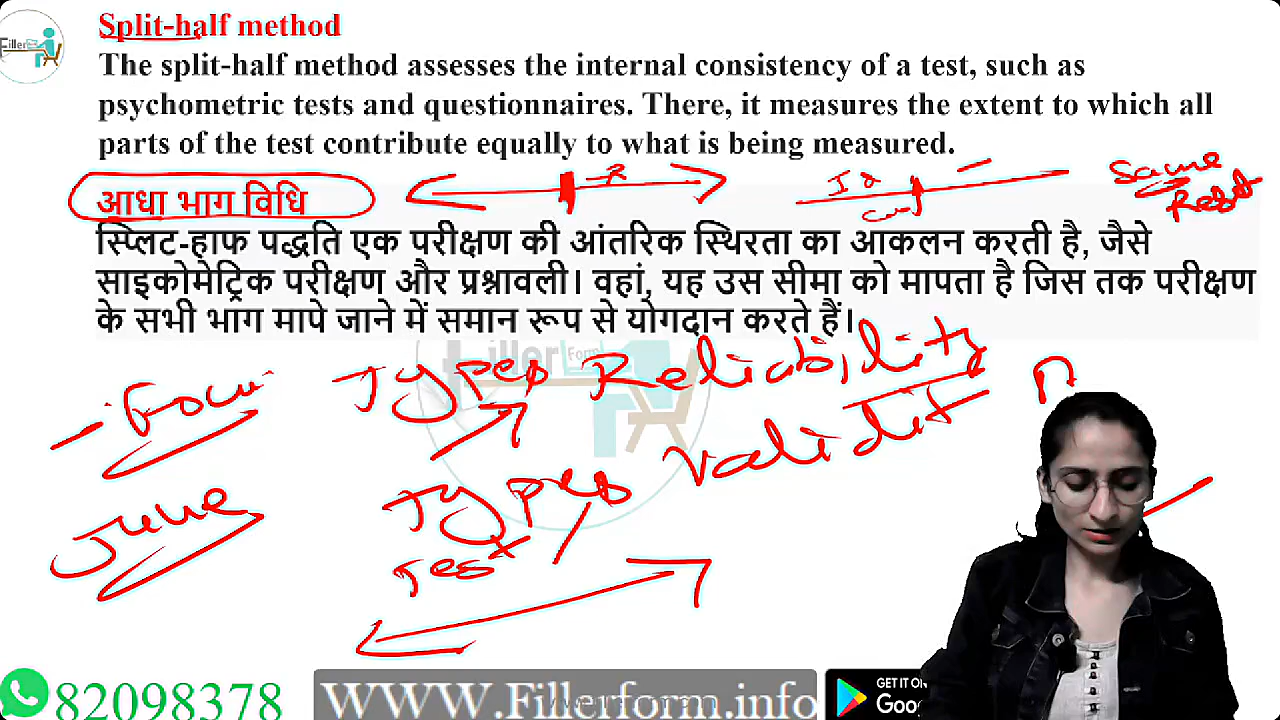 Split-half method
The split-half method assesses the internal consistency of a test, such as
psychometric tests and questionnaires. There, it measures the extent to which all
parts of the test contribute equally to what is being measured.
R
Same
आधा भाग विधि
स्प्लिट-हाफ पद्धति एक परीक्षण की आंतरिक स्थिरता का आकलन करती है, जैसे
साइकोमेट्रिक परीक्षण और प्रश्नावली। वहां, यह उस सीमा को मापता है जिस तक परीक्षण
के सभी भाग मापे जाने में समान रूप से योगदान करते हैं।
Types Reliability
Types validit
June
Test
82098378
WWW.Fillerform.info
GET IT ON
Goo